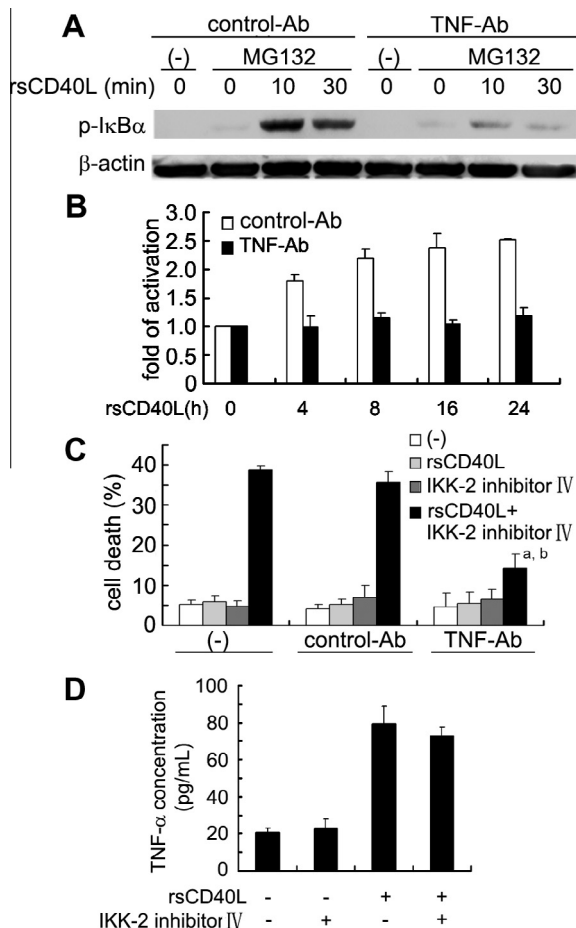 A
control-Ab TNF-Ab
(-) MG132 (-) MG132
rsCD40L (min) 0 0 10 30 0 0 10 30
p-IκBα
β-actin
B
fold of activation
3.0
2.5
2.0
1.5
1.0
0.5
0
control-Ab
TNF-Ab
rsCD40L(h) 0 4 8 16 24
C
cell death (%)
40
30
20
10
5
0
(-)
rsCD40L
IKK-2 inhibitor Ⅳ
rsCD40L+
IKK-2 inhibitor Ⅳ
a, b
(-) control-Ab TNF-Ab
D
TNF-α concentration
(pg/mL)
100
80
60
40
20
0
rsCD40L - - + +
IKK-2 inhibitor Ⅳ - + - +